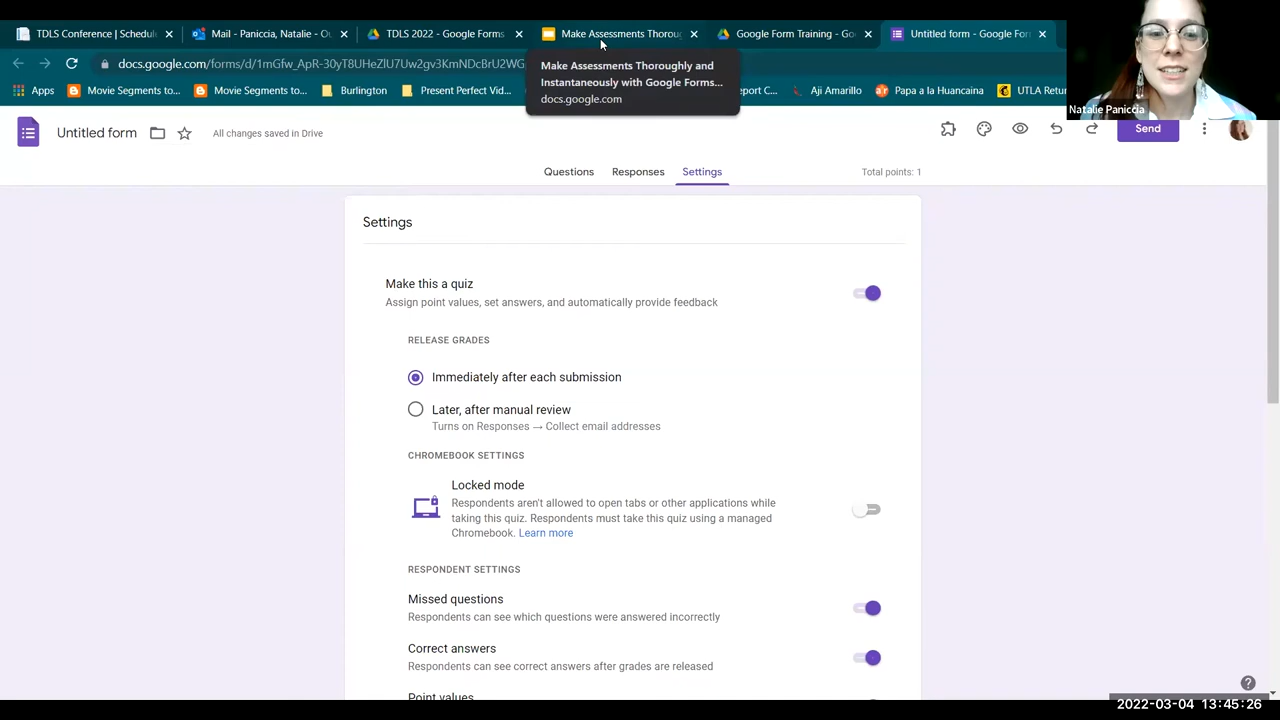 TDLS Conference | Schedul
Mail - Paniccia, Natalie - Ou
TDLS 2022 - Google Forms
Make Assessments Thoroug
Google Form Training - Go
Untitled form - Google For
docs.google.com/forms/d/1mGfw_ApR-30yT8UHeZlU7Uw2gv3KmNDcBrU2WG
Make Assessments Thoroughly and
Instantaneously with Google Forms...
docs.google.com
Apps
Movie Segments to...
Movie Segments to...
Burlington
Present Perfect Vid...
port C...
Aji Amarillo
Papa a la Huancaina
UTLA Retu
Natalie Paniccia
Untitled form
All changes saved in Drive
Send
Questions
Responses
Settings
Total points: 1
Settings
Make this a quiz
Assign point values, set answers, and automatically provide feedback
RELEASE GRADES
Immediately after each submission
Later, after manual review
Turns on Responses → Collect email addresses
CHROMEBOOK SETTINGS
Locked mode
Respondents aren't allowed to open tabs or other applications while
taking this quiz. Respondents must take this quiz using a managed
Chromebook. Learn more
RESPONDENT SETTINGS
Missed questions
Respondents can see which questions were answered incorrectly
Correct answers
Respondents can see correct answers after grades are released
Point values
2022-03-04 13:45:26